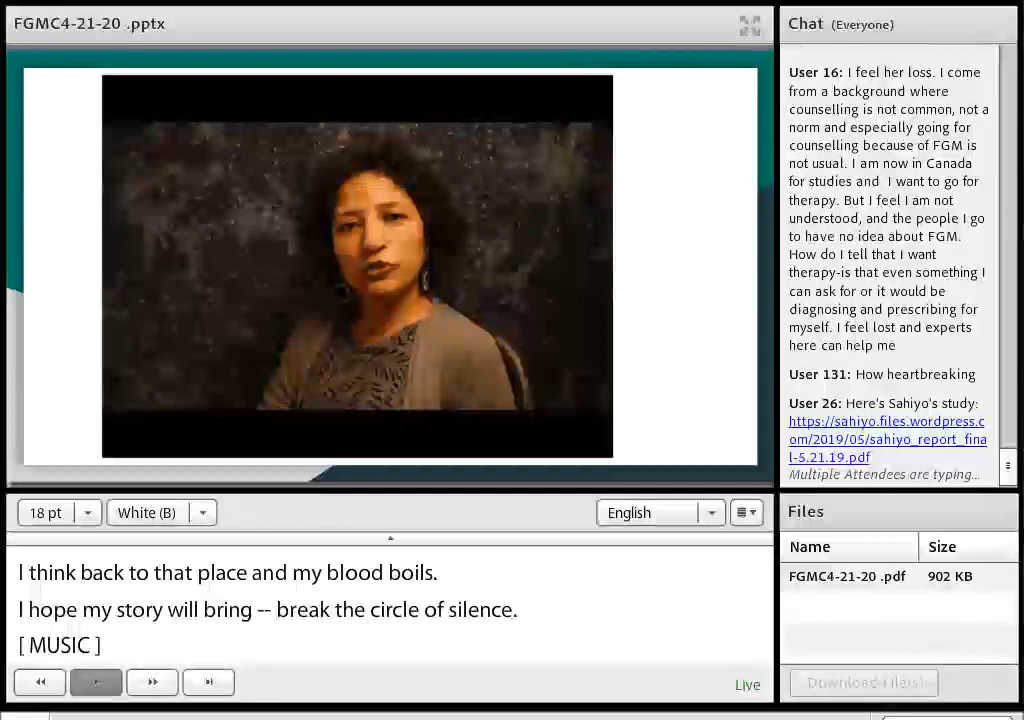 FGMC4-21-20 .pptx
Chat (Everyone)
User 16: I feel her loss. I come
from a background where
counselling is not common, not a
norm and especially going for
counselling because of FGM is
not usual. I am now in Canada
for studies and I want to go for
therapy. But I feel I am not
understood, and the people I go
to have no idea about FGM.
How do I tell that I want
therapy-is that even something I
can ask for or it would be
diagnosing and prescribing for
myself. I feel lost and experts
here can help me
User 131: How heartbreaking
User 26: Here's Sahiyo's study:
https://sahiyo.files.wordpress.c
om/2019/05/sahiyo_report_fina
l-5.21.19.pdf
Multiple Attendees are typing...
18 pt
White (B)
English
I think back to that place and my blood boils.
I hope my story will bring -- break the circle of silence.
[ MUSIC ]
Live
Files
Name Size
FGMC4-21-20 .pdf 902 KB
Download File(s)